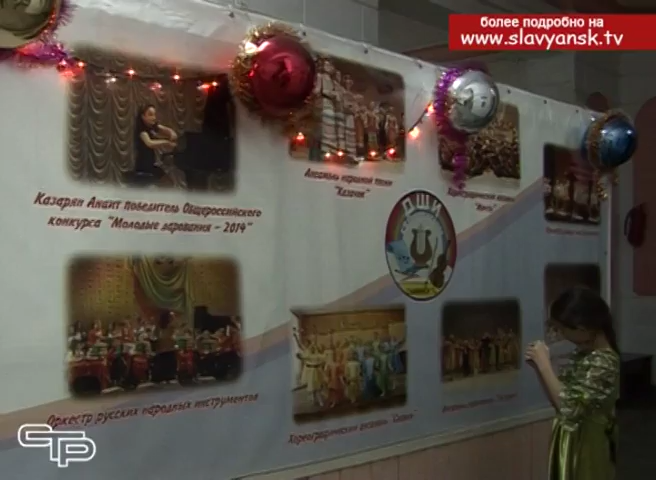 более подробно на
www.slavyansk.tv
Казарян Анаит победитель Общероссийского
конкурса "Молодые дарования - 2014"
Ансамбль народной песни
"Казачок"
ДШИ
Оркестр русских народных инструментов
Хореографический ансамбль
СТР